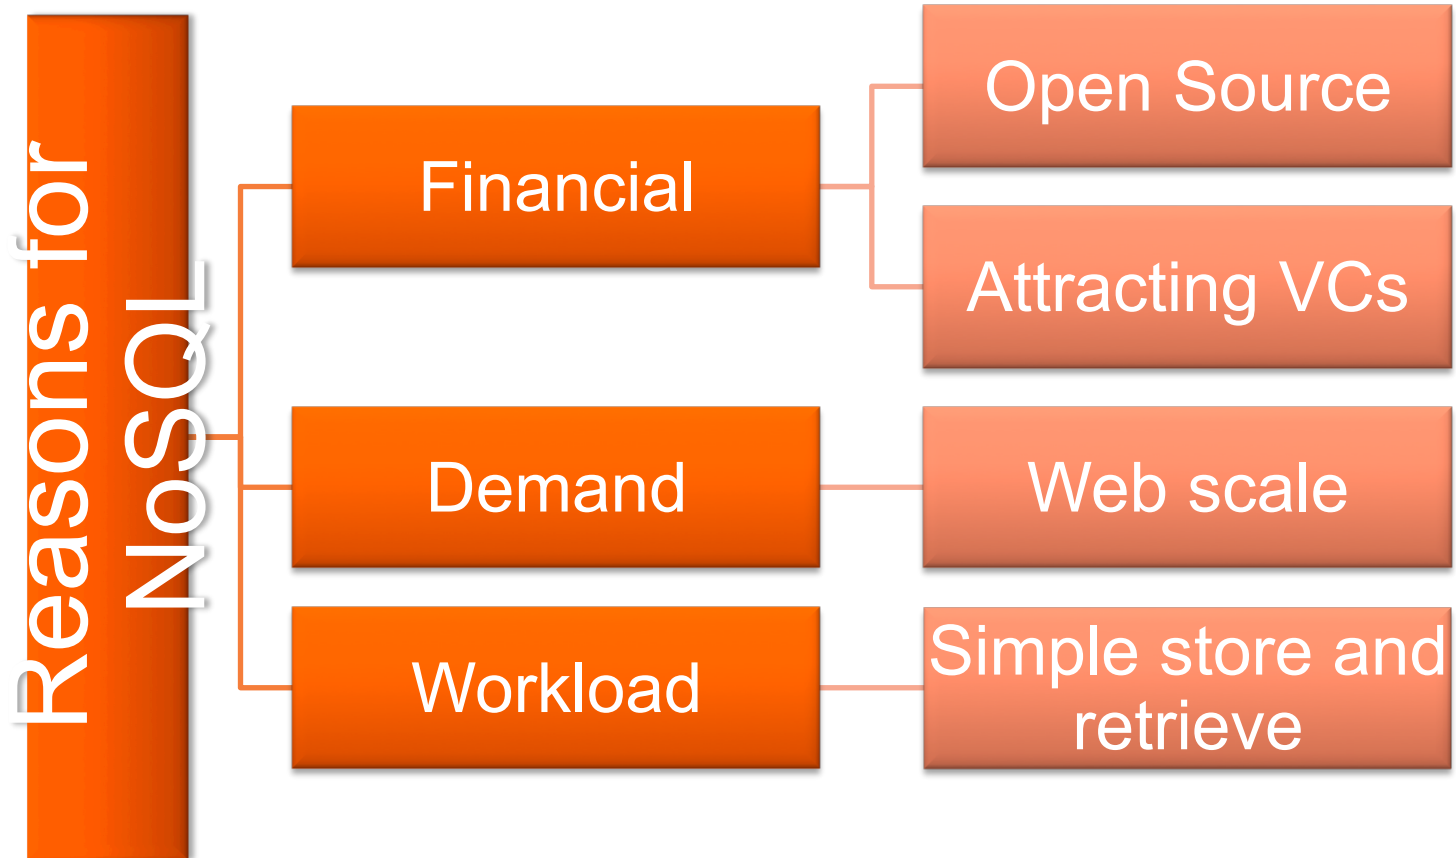 Reasons for
NoSQL
Financial
Open Source
Attracting VCs
Demand
Web scale
Workload
Simple store and
retrieve